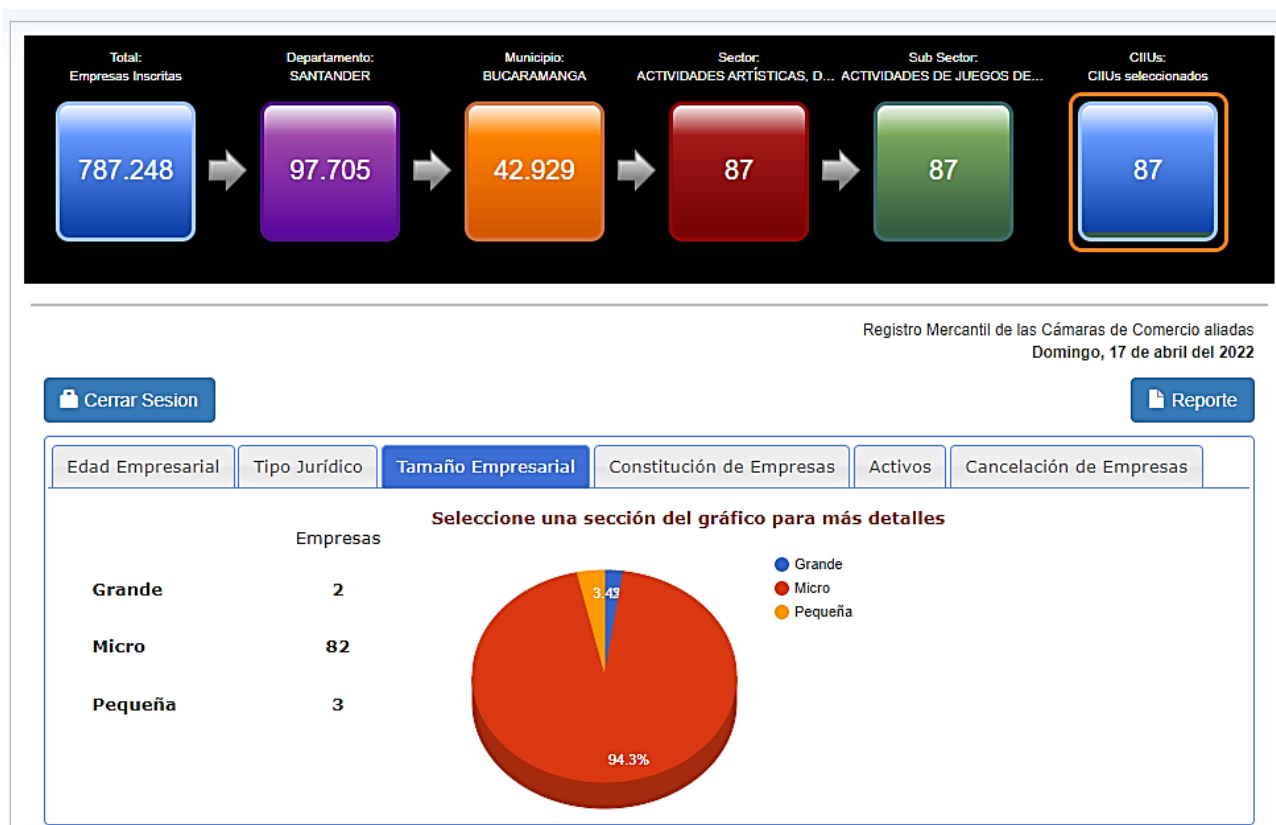 Total:
Empresas Inscritas
Departamento:
SANTANDER
Municipio:
BUCARAMANGA
Sector:
ACTIVIDADES ARTÍSTICAS, D...
Sub Sector:
ACTIVIDADES DE JUEGOS DE...
CIIUs:
CIIUs seleccionados
787.248
97.705
42.929
87
87
87
Registro Mercantil de las Cámaras de Comercio aliadas
Domingo, 17 de abril del 2022
Cerrar Sesion
Reporte
Edad Empresarial
Tipo Jurídico
Tamaño Empresarial
Constitución de Empresas
Activos
Cancelación de Empresas
Seleccione una sección del gráfico para más detalles
Empresas
Grande 2
Micro 82
Pequeña 3
94.3%
Grande
Micro
Pequeña